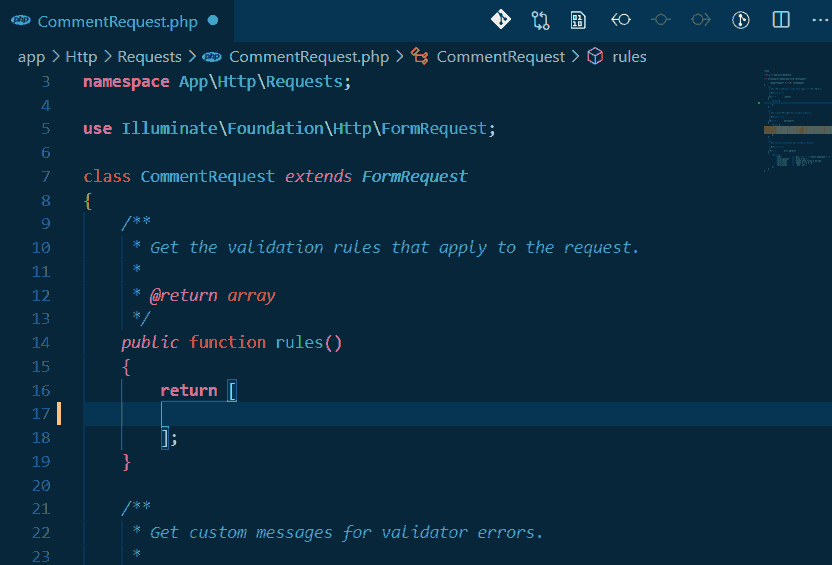 php CommentRequest.php
app > Http > Requests > php CommentRequest.php > CommentRequest > rules
3 namespace App\Http\Requests;
4
5 use Illuminate\Foundation\Http\FormRequest;
6
7 class CommentRequest extends FormRequest
8 {
9 /**
10 * Get the validation rules that apply to the request.
11 *
12 * @return array
13 */
14 public function rules()
15 {
16 return [
17
18 ];
19 }
20
21 /**
22 * Get custom messages for validator errors.
23 *